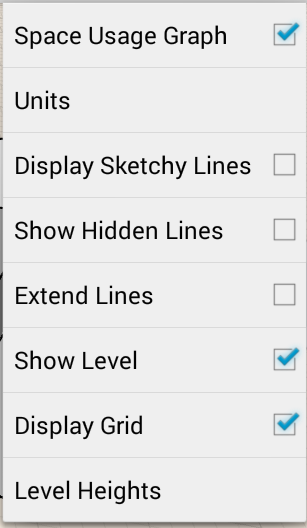 Space Usage Graph
Units
Display Sketchy Lines
Show Hidden Lines
Extend Lines
Show Level
Display Grid
Level Heights